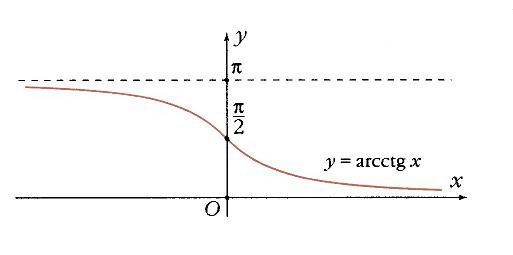 y
π
π
2
y = arcctg x
x
O